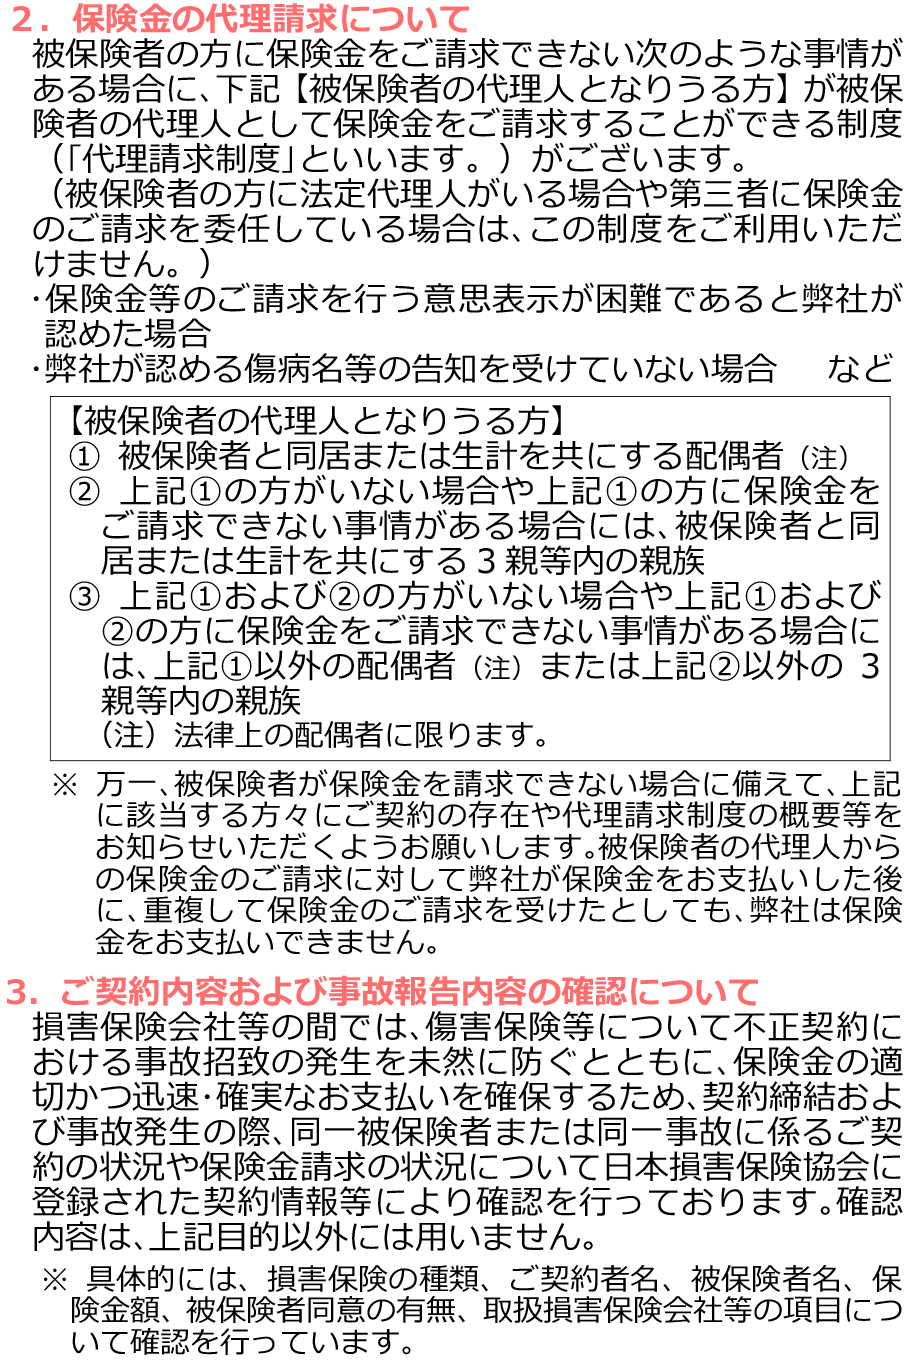 ２．保険金の代理請求について
被保険者の方に保険金をご請求できない次のような事情が
ある場合に、下記【被保険者の代理人となりうる方】が被保
険者の代理人として保険金をご請求することができる制度
（「代理請求制度」といいます。）がございます。
（被保険者の方に法定代理人がいる場合や第三者に保険金
のご請求を委任している場合は、この制度をご利用いただ
けません。）
・保険金等のご請求を行う意思表示が困難であると弊社が
認めた場合
・弊社が認める傷病名等の告知を受けていない場合　など
【被保険者の代理人となりうる方】
① 被保険者と同居または生計を共にする配偶者（注）
② 上記①の方がいない場合や上記①の方に保険金を
ご請求できない事情がある場合には、被保険者と同
居または生計を共にする３親等内の親族
③ 上記①および②の方がいない場合や上記①および
②の方に保険金をご請求できない事情がある場合に
は、上記①以外の配偶者（注）または上記②以外の 3
親等内の親族
（注）法律上の配偶者に限ります。
※ 万一、被保険者が保険金を請求できない場合に備えて、上記
に該当する方々にご契約の存在や代理請求制度の概要等を
お知らせいただくようお願いします。被保険者の代理人から
の保険金のご請求に対して弊社が保険金をお支払いした後
に、重複して保険金のご請求を受けたとしても、弊社は保険
金をお支払いできません。
3．ご契約内容および事故報告内容の確認について
損害保険会社等の間では、傷害保険等について不正契約に
おける事故招致の発生を未然に防ぐとともに、保険金の適
切かつ迅速・確実なお支払いを確保するため、契約締結およ
び事故発生の際、同一被保険者または同一事故に係るご契
約の状況や保険金請求の状況について日本損害保険協会に
登録された契約情報等により確認を行っております。確認
内容は、上記目的以外には用いません。
※ 具体的には、損害保険の種類、ご契約者名、被保険者名、保
険金額、被保険者同意の有無、取扱損害保険会社等の項目につ
いて確認を行っています。